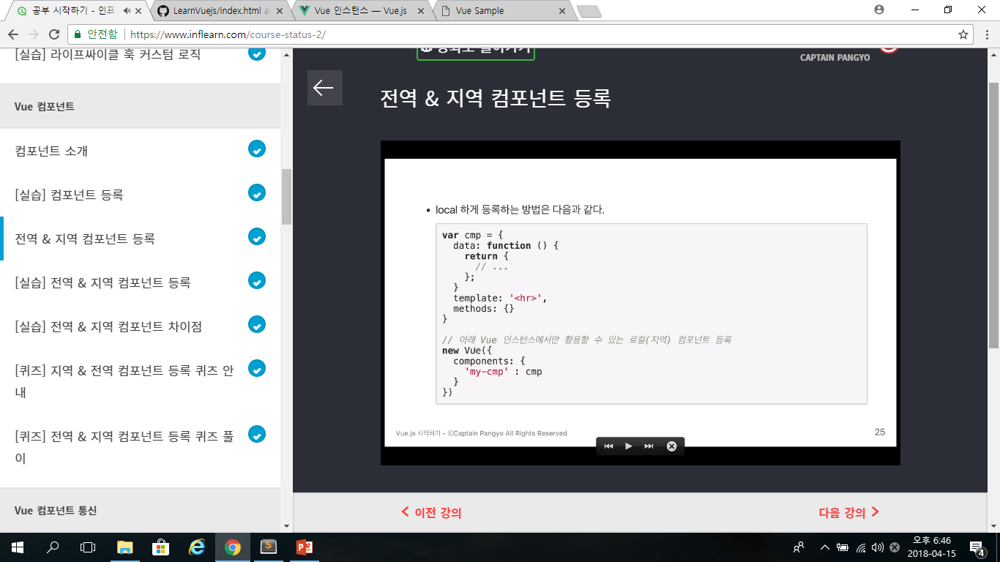 공부 시작하기 - 인프
LearnVuejs/index.html a
Vue 인스턴스 — Vue.js
Vue Sample
안전함
https://www.inflearn.com/course-status-2/
[실습] 라이프싸이클 훅 커스텀 로직
Vue 컴포넌트
컴포넌트 소개
[실습] 컴포넌트 등록
전역 & 지역 컴포넌트 등록
[실습] 전역 & 지역 컴포넌트 등록
[실습] 전역 & 지역 컴포넌트 차이점
[퀴즈] 지역 & 전역 컴포넌트 등록 퀴즈 안
내
[퀴즈] 전역 & 지역 컴포넌트 등록 퀴즈 풀
이
Vue 컴포넌트 통신
CAPTAIN PANGYO
전역 & 지역 컴포넌트 등록
• local 하게 등록하는 방법은 다음과 같다.
var cmp = {
data: function () {
return {
// ...
};
}
template: '<hr>',
methods: {}
}
// 아래 Vue 인스턴스에서만 활용할 수 있는 로컬(지역) 컴포넌트 등록
new Vue({
components: {
'my-cmp' : cmp
}
})
Vue.js 시작하기 - ©Captain Pangyo All Rights Reserved
25
이전 강의
다음 강의
오후 6:46
2018-04-15
4